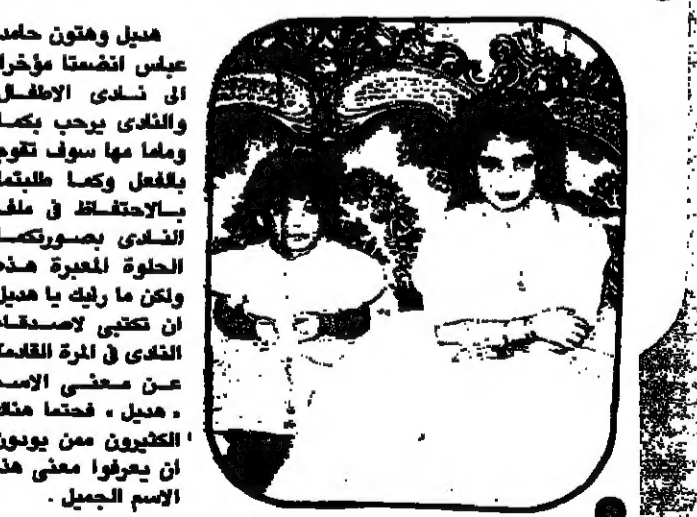 هديل وهتون حامد
عباس انضمتا مؤخرا
الى نادى الاطفال
والنادى يرحب بكما
وماما مها سوف تقوم
بالفعل وكما طلبتما
بالاحتفاظ فى ملف
النادى بصورتكما
الحلوة المعبرة هذه
ولكن ما رايك يا هديل
ان تكتبى لاصدقاء
النادى فى المرة القادمة
عن معنى الاسم
« هديل » فحتما هناك
الكثيرون ممن يودون
ان يعرفوا معنى هذا
الاسم الجميل .